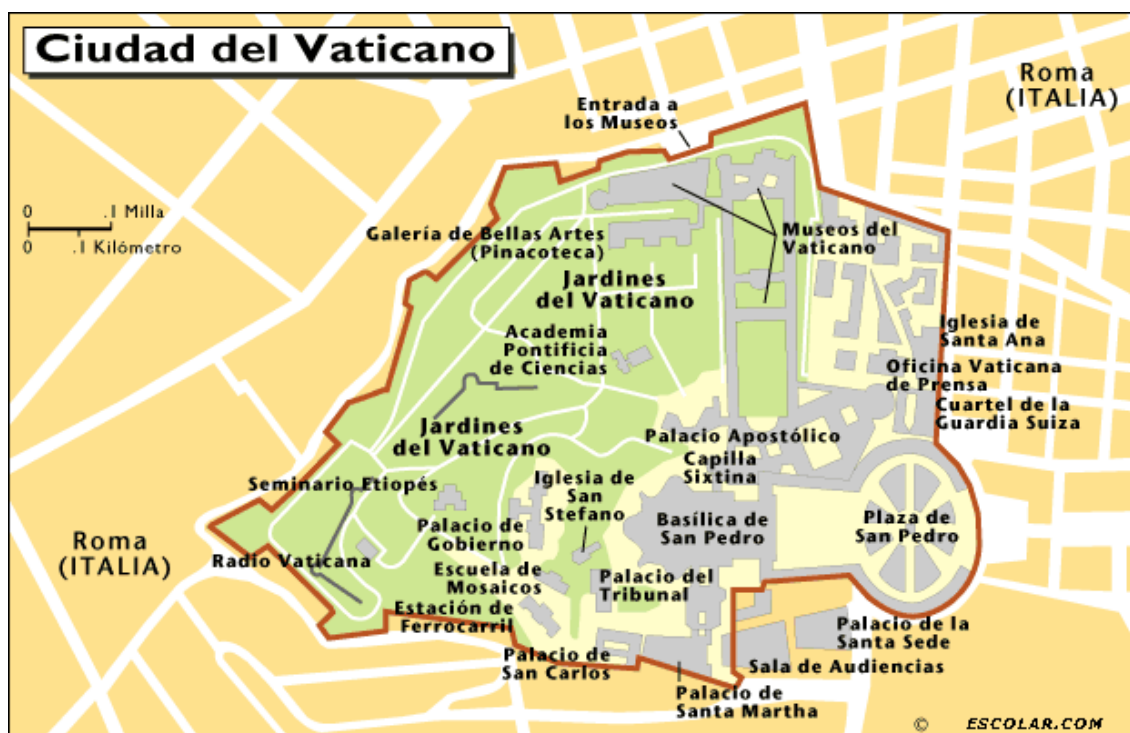 Ciudad del Vaticano
Roma
(ITALIA)
Entrada a
los Museos
0 .1 Milla
0 .1 Kilómetro
Galería de Bellas Artes
(Pinacoteca)
Museos del
Vaticano
Jardines
del Vaticano
Academia
Pontificia
de Ciencias
Iglesia de
Santa Ana
Oficina Vaticana
de Prensa
Cuartel de la
Guardia Suiza
Jardines
del Vaticano
Palacio Apostólico
Capilla
Sixtina
Seminario Etiopés
Iglesia de
San
Stefano
Palacio de
Gobierno
Basílica de
San Pedro
Plaza de
San Pedro
Roma
(ITALIA)
Radio Vaticana
Escuela de
Mosaicos
Palacio del
Tribunal
Estación de
Ferrocarril
Palacio de la
Santa Sede
Palacio de
San Carlos
Sala de Audiencias
Palacio de
Santa Martha
© ESCOLAR.COM